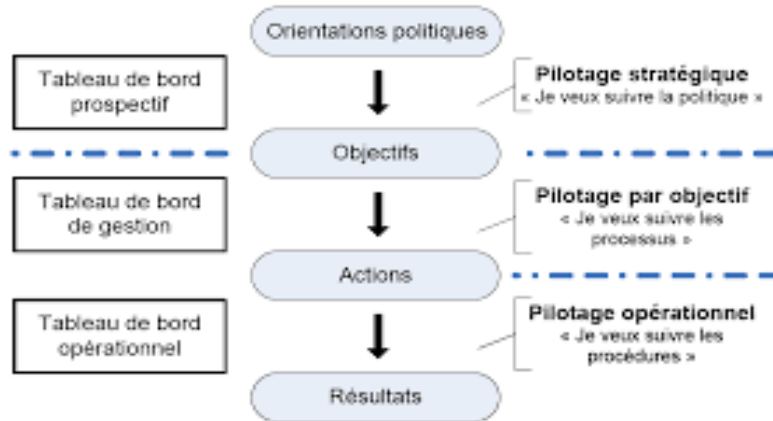 Orientations politiques
Tableau de bord
prospectif
Pilotage stratégique
« Je veux suivre la politique »
Objectifs
Tableau de bord
de gestion
Pilotage par objectif
« Je veux suivre les
processus »
Actions
Tableau de bord
opérationnel
Pilotage opérationnel
« Je veux suivre les
procédures »
Résultats